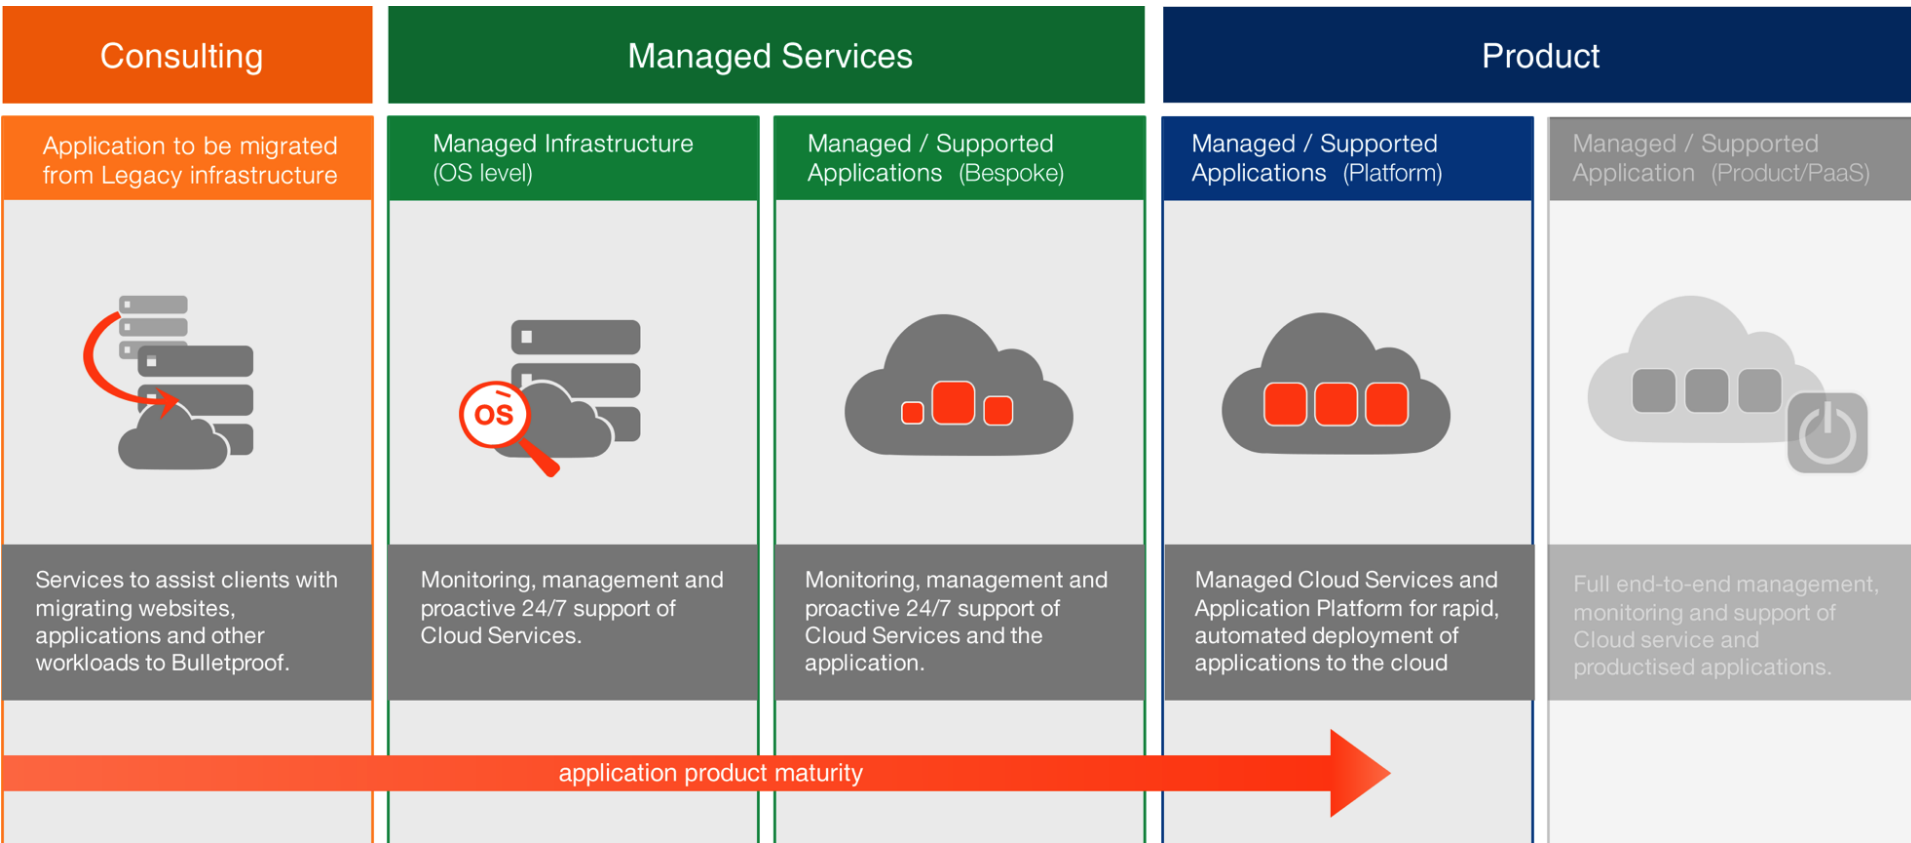 Consulting
Managed Services
Product
Application to be migrated
from Legacy infrastructure
Managed Infrastructure
(OS level)
Managed / Supported
Applications (Bespoke)
Managed / Supported
Applications (Platform)
Managed / Supported
Application (Product/PaaS)
OS
Services to assist clients with
migrating websites,
applications and other
workloads to Bulletproof.
Monitoring, management and
proactive 24/7 support of
Cloud Services.
Monitoring, management and
proactive 24/7 support of
Cloud Services and the
application.
Managed Cloud Services and
Application Platform for rapid,
automated deployment of
applications to the cloud
Full end-to-end management,
monitoring and support of
Cloud service and
productised applications.
application product maturity